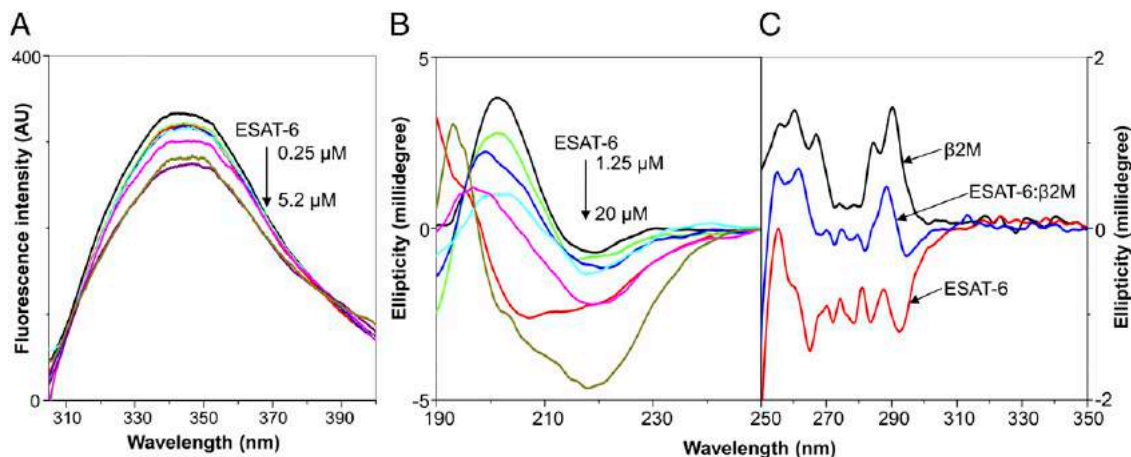 A
B
C
400
Fluorescence intensity (AU)
0
ESAT-6
0.25 µM
5.2 µM
310 330 350 370 390
Wavelength (nm)
5
Ellipticity (millidegree)
0
-5
ESAT-6
1.25 µM
20 µM
190 210 230 250
β2M
ESAT-6:β2M
ESAT-6
270 290 310 330 350
Wavelength (nm)
2
0
-2
Ellipticity (millidegree)